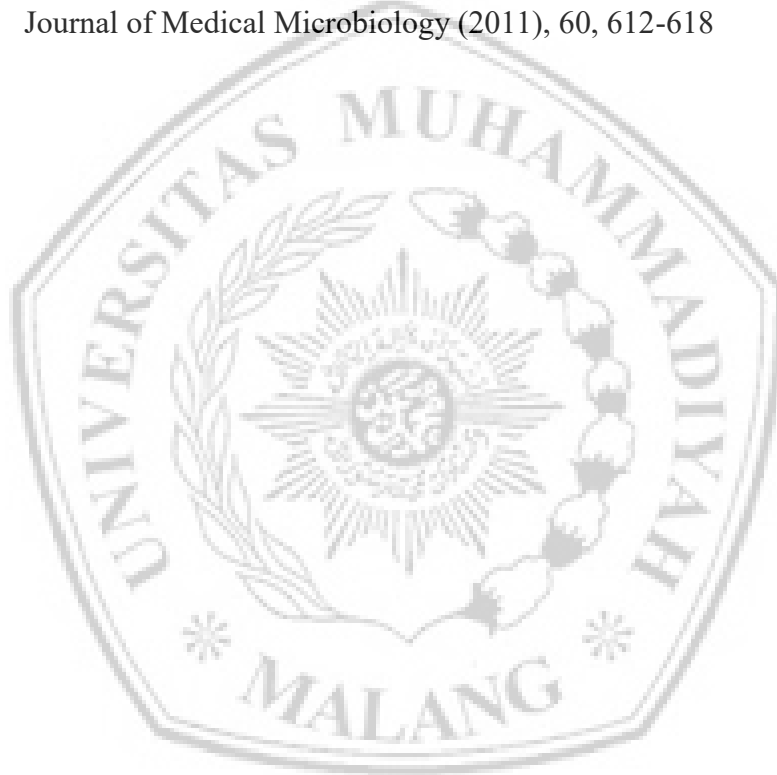 Journal of Medical Microbiology (2011), 60, 612-618
UNIVERSITAS MUHAMMADIYAH
MALANG